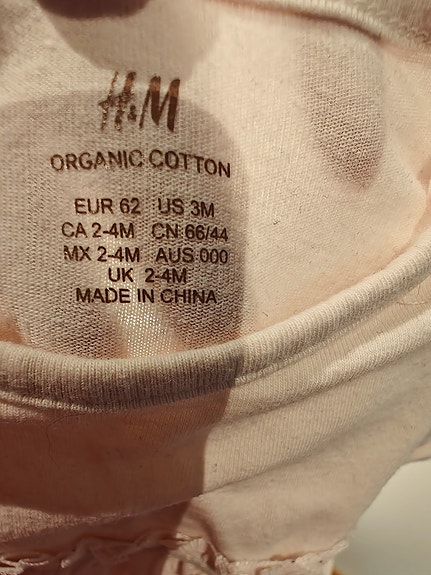 H&M
ORGANIC COTTON
EUR 62 US 3M
CA 2-4M CN 66/44
MX 2-4M AUS 000
UK 2-4M
MADE IN CHINA